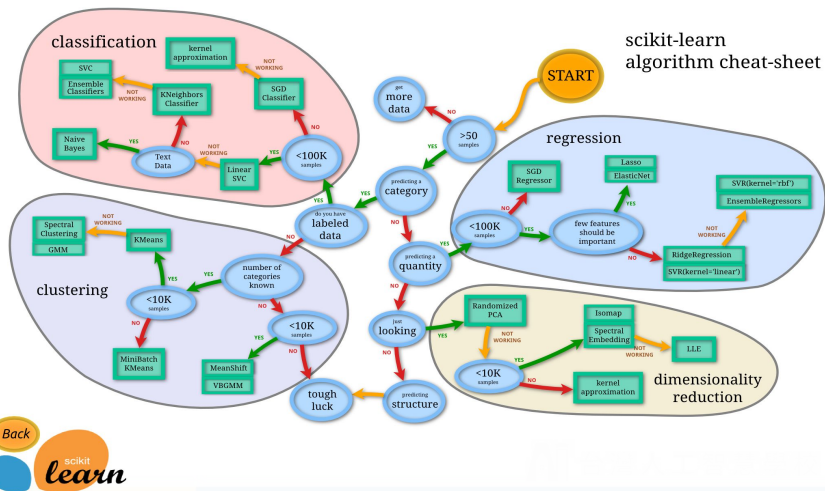 scikit-learn
algorithm cheat-sheet
START
get
more
data
NO
>50
samples
YES
predicting a
category
YES
NO
do you have
labeled
data
YES
NO
predicting a
quantity
YES
NO
just
looking
YES
NO
predicting
structure
tough
luck
classification
kernel
approximation
NOT
WORKING
SGD
Classifier
NO
<100K
samples
YES
Linear
SVC
NOT
WORKING
Text
Data
YES
Naive
Bayes
NO
KNeighbors
Classifier
NOT
WORKING
SVC
Ensemble
Classifiers
clustering
number of
categories
known
YES
NO
<10K
samples
YES
KMeans
NOT
WORKING
Spectral
Clustering
GMM
NO
MiniBatch
KMeans
<10K
samples
YES
MeanShift
VBGMM
NO
regression
<100K
samples
NO
SGD
Regressor
YES
few features
should be
important
YES
Lasso
ElasticNet
NO
RidgeRegression
SVR(kernel='linear')
NOT
WORKING
SVR(kernel='rbf')
EnsembleRegressors
dimensionality
reduction
Randomized
PCA
NOT
WORKING
<10K
samples
YES
Isomap
Spectral
Embedding
NOT
WORKING
LLE
NO
kernel
approximation
Back
scikit
learn